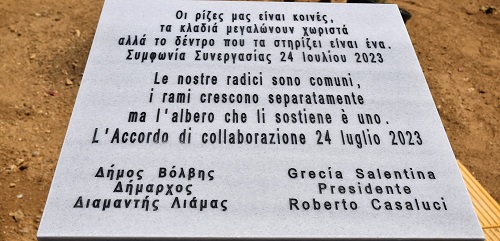 Οι ρίζες μας είναι κοινές,
τα κλαδιά μεγαλώνουν χωριστά
αλλά το δέντρο που τα στηρίζει είναι ένα.
Συμφωνία Συνεργασίας 24 Ιουλίου 2023
Le nostre radici sono comuni,
i rami crescono separatamente
ma l'albero che li sostiene è uno.
L'Accordo di collaborazione 24 luglio 2023
Δήμος Βόλβης
Δήμαρχος
Διαμαντής Λιάμας
Grecía Salentina
Presidente
Roberto Casaluci